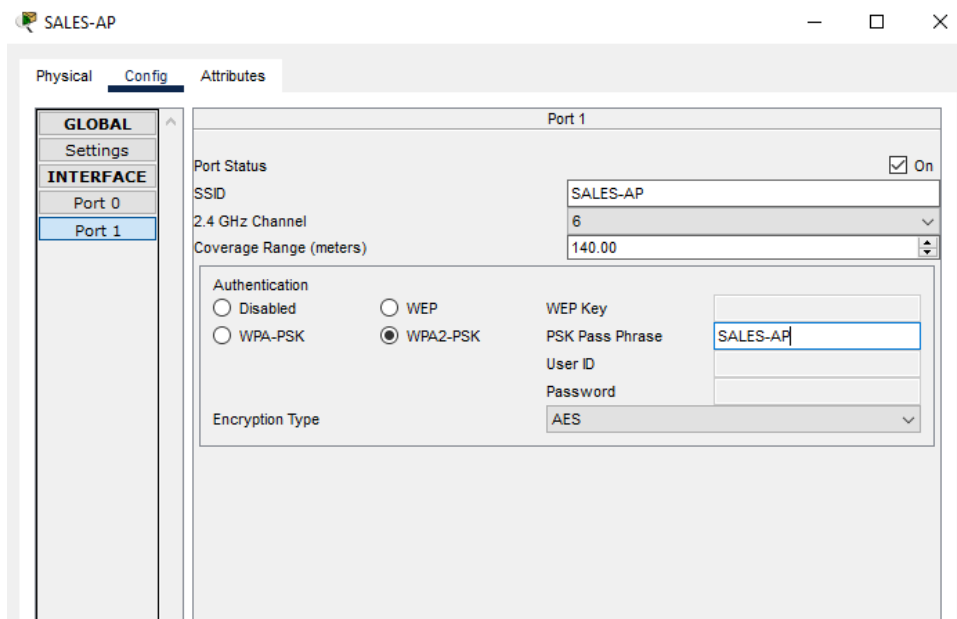 SALES-AP
Physical Config Attributes
GLOBAL
Settings
INTERFACE
Port 0
Port 1
Port 1
Port Status On
SSID SALES-AP
2.4 GHz Channel 6
Coverage Range (meters) 140.00
Authentication
Disabled WEP WEP Key
WPA-PSK WPA2-PSK PSK Pass Phrase SALES-AP
User ID
Password
Encryption Type AES